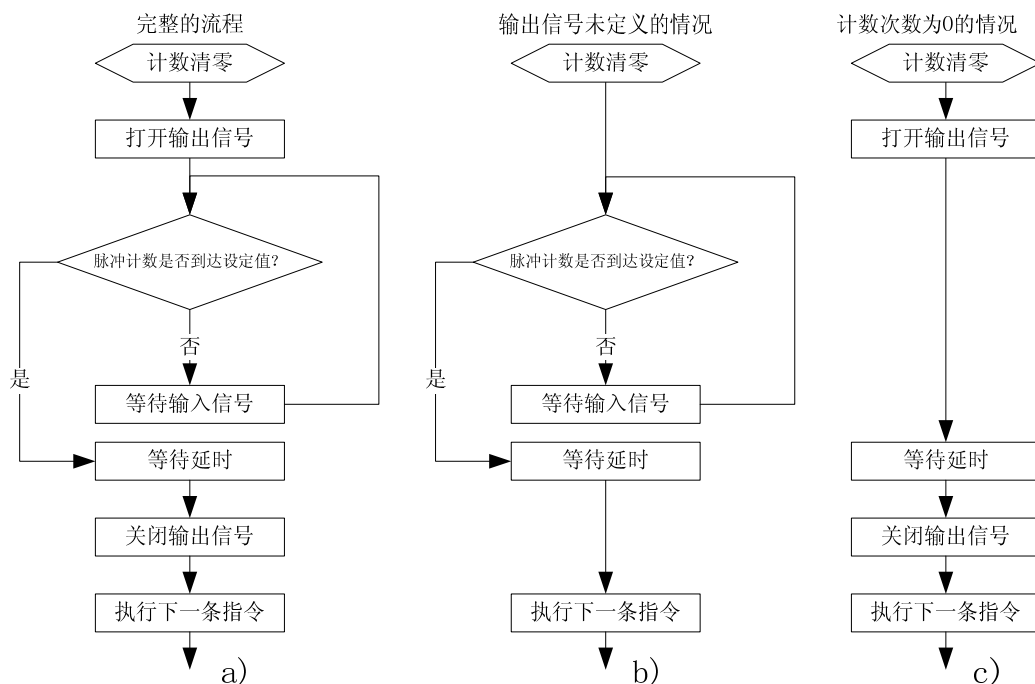 完整的流程
计数清零
打开输出信号
脉冲计数是否到达设定值?
否
是
等待输入信号
等待延时
关闭输出信号
执行下一条指令
a)
输出信号未定义的情况
计数清零
脉冲计数是否到达设定值?
否
是
等待输入信号
等待延时
执行下一条指令
b)
计数次数为0的情况
计数清零
打开输出信号
等待延时
关闭输出信号
执行下一条指令
c)